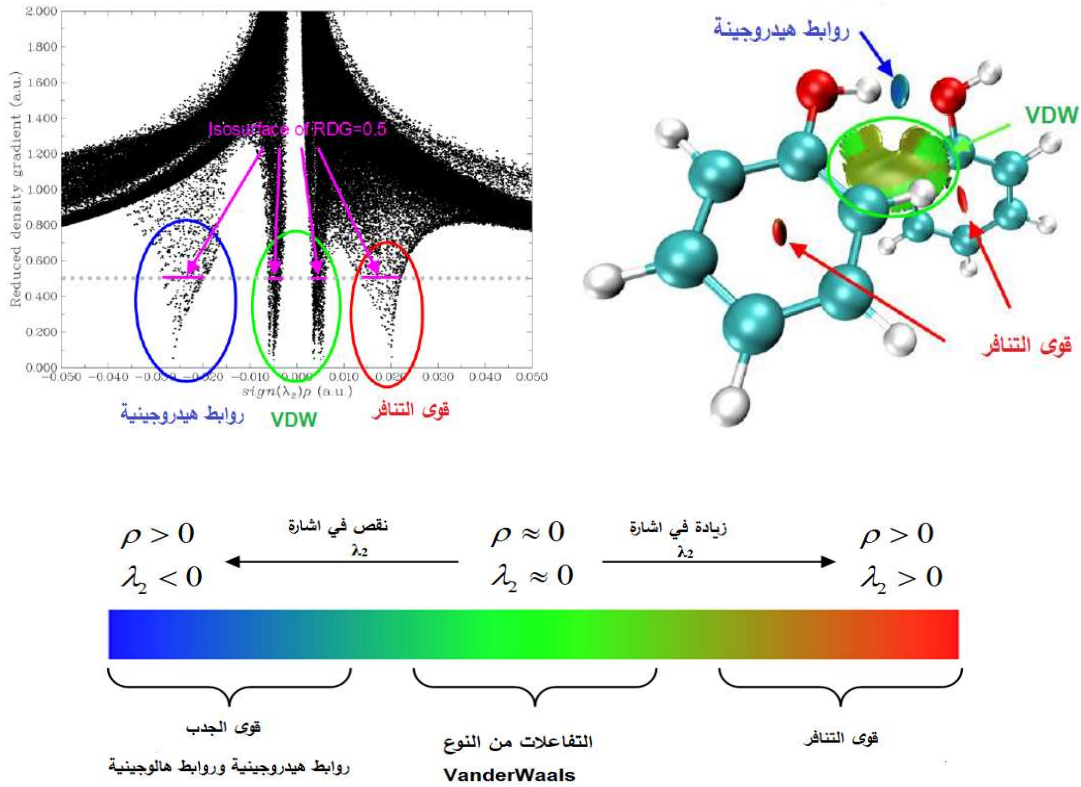 2.000
1.800
1.600
1.400
1.200
1.000
0.800
0.600
0.400
0.200
0.000
Reduced density gradient (a.u.)
Isosurface of RDG=0.5
-0.050 -0.040 -0.030 -0.020 -0.010 0.000 0.010 0.020 0.030 0.040 0.050
sign(λ₂)ρ (a.u.)
روابط هيدروجينية
VDW
قوى التنافر
روابط هيدروجينة
VDW
قوى التنافر
ρ > 0
λ₂ < 0
نقص في اشارة
λ₂
ρ ≈ 0
λ₂ ≈ 0
زيادة في اشارة
λ₂
ρ > 0
λ₂ > 0
قوى الجدب
روابط هيدروجينية وروابط هالوجينية
التفاعلات من النوع
VanderWaals
قوى التنافر